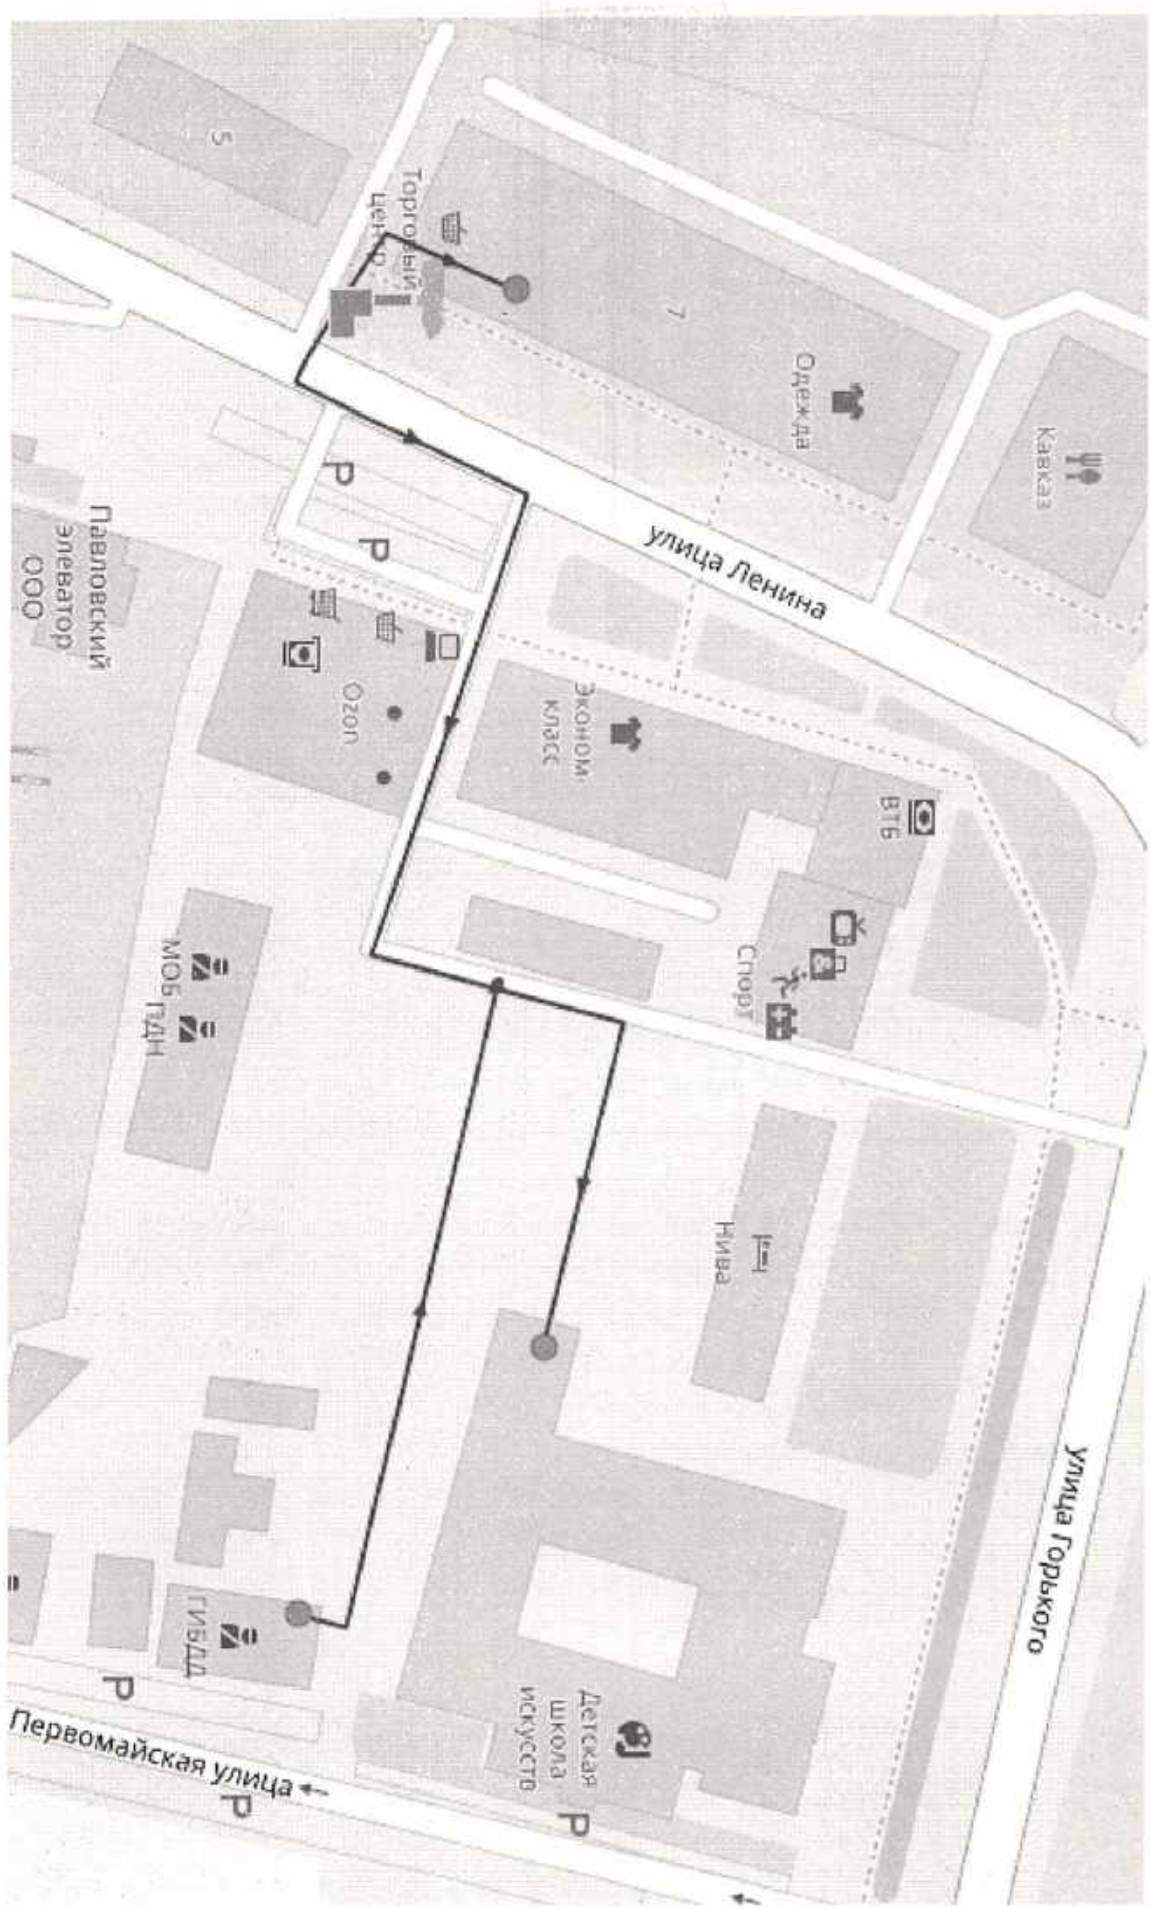 5
Торговый
центр
7
Одежда
Кавказ
улица Ленина
P
P
Павловский
элеватор
ООО
Ozon
Эконом-
класс
ВТБ
Спорт
МОБ ПДН
Нива
улица Горького
ГИБДД
Детская
школа
искусств
P
P
P
Первомайская улица